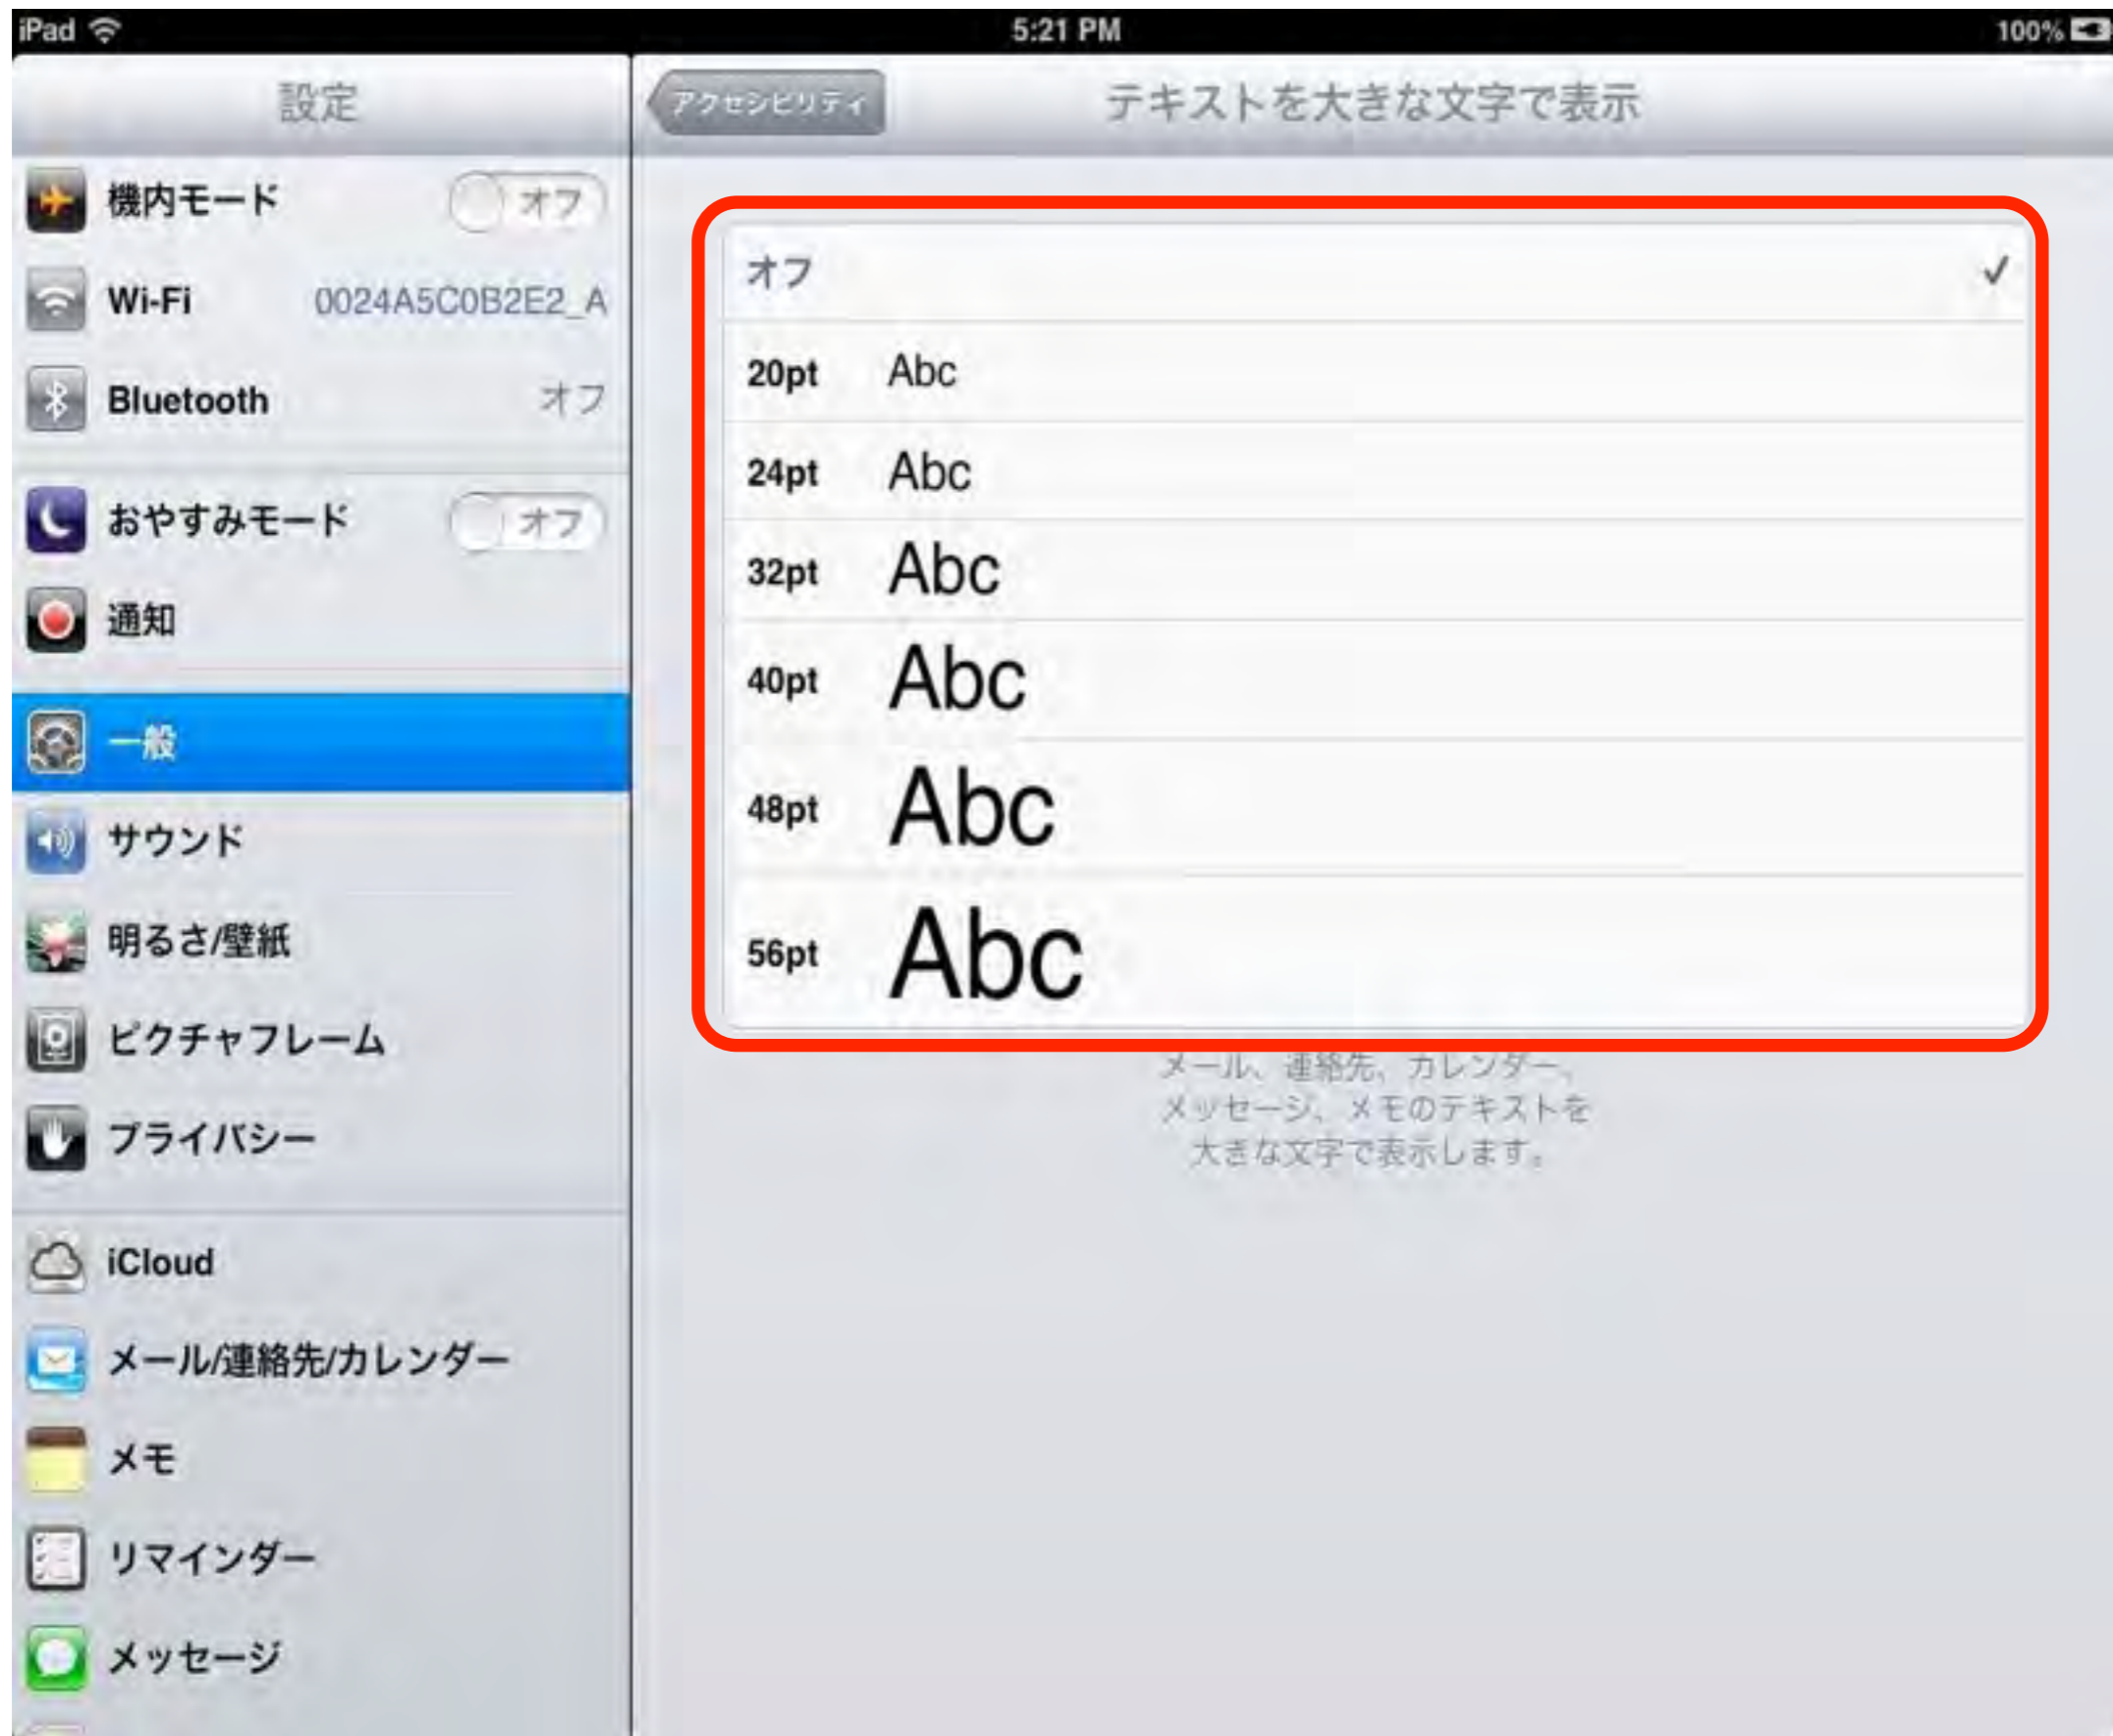 iPad
5:21 PM
100%
設定
機内モード オフ
Wi-Fi 0024A5C0B2E2_A
Bluetooth オフ
おやすみモード オフ
通知
一般
サウンド
明るさ/壁紙
ピクチャフレーム
プライバシー
iCloud
メール/連絡先/カレンダー
メモ
リマインダー
メッセージ
アクセシビリティ
テキストを大きな文字で表示
オフ
20pt Abc
24pt Abc
32pt Abc
40pt Abc
48pt Abc
56pt Abc
メール、連絡先、カレンダー、
メッセージ、メモのテキストを
大きな文字で表示します。